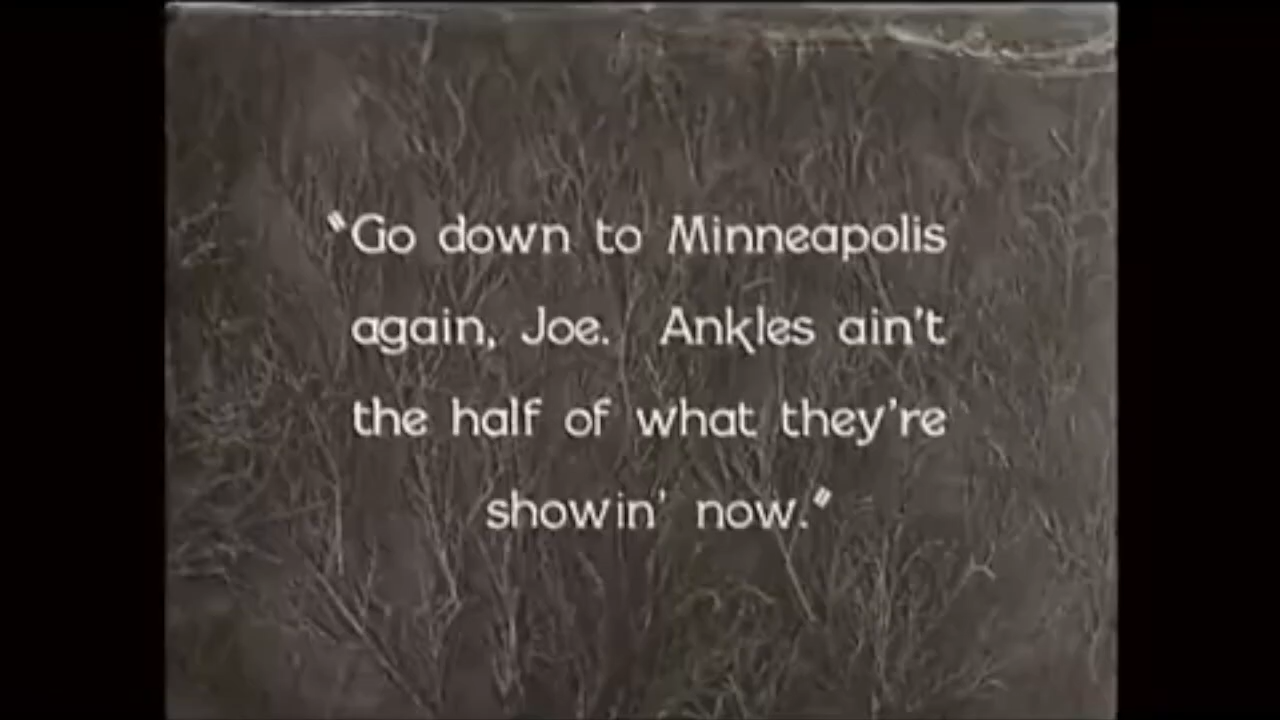 "Go down to Minneapolis
again, Joe. Ankles ain't
the half of what they're
showin' now."